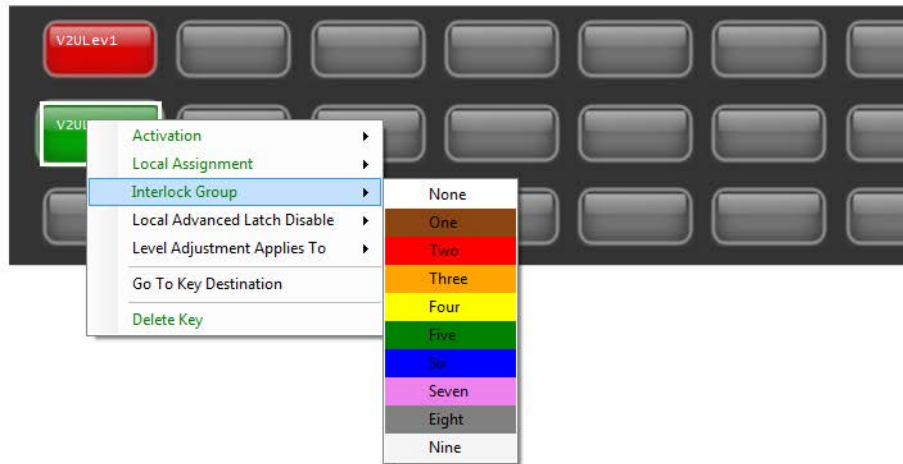 V2ULev1
V2UL
Activation
Local Assignment
Interlock Group
Local Advanced Latch Disable
Level Adjustment Applies To
Go To Key Destination
Delete Key
None
One
Two
Three
Four
Five
Six
Seven
Eight
Nine